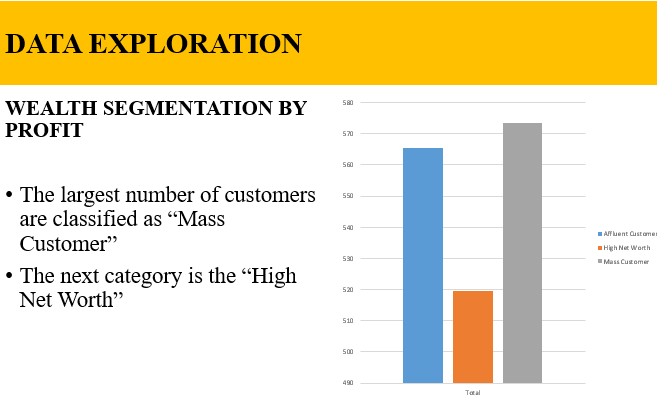 DATA EXPLORATION
WEALTH SEGMENTATION BY
PROFIT
• The largest number of customers
are classified as “Mass
Customer”
• The next category is the “High
Net Worth”
580
570
560
550
540
530
520
510
500
490
Total
Affluent Customer
High Net Worth
Mass Customer